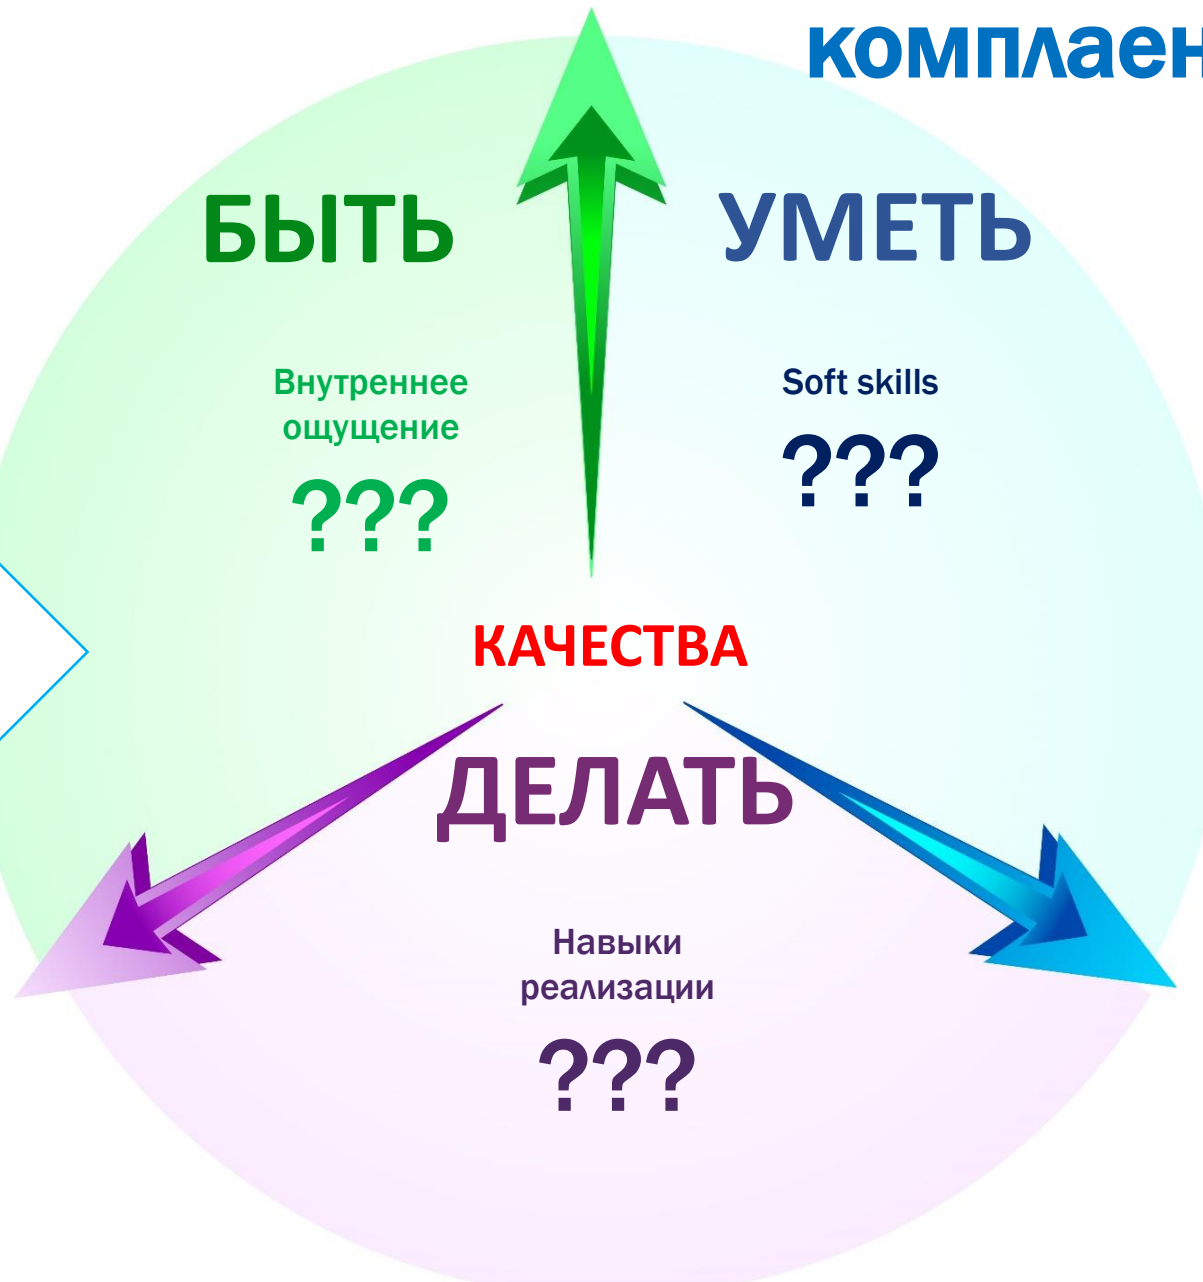 комплаен
БЫТЬ
УМЕТЬ
Внутреннее
ощущение
???
Soft skills
???
КАЧЕСТВА
ДЕЛАТЬ
Навыки
реализации
???